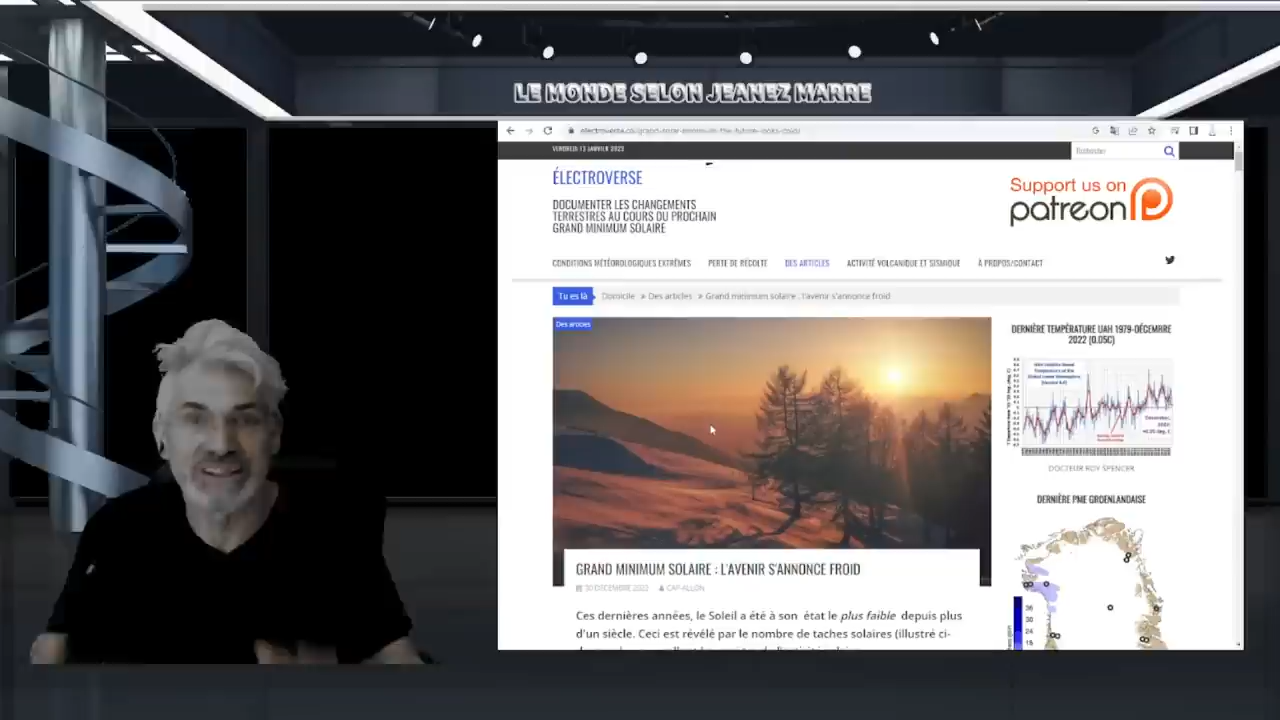 LE MONDE SELON JEANEZ MARRE
VENDREDI 13 JANVIER 2023
ÉLECTROVERSE
DOCUMENTER LES CHANGEMENTS
TERRESTRES AU COURS DU PROCHAIN
GRAND MINIMUM SOLAIRE
Support us on
patreon
CONDITIONS MÉTÉOROLOGIQUES EXTRÊMES PERTE DE RÉCOLTE DES ARTICLES ACTIVITÉ VOLCANIQUE ET SISMIQUE À PROPOS/CONTACT
Tu es là Domicile » Des articles » Grand minimum solaire : l'avenir s'annonce froid
Des articles
DERNIÈRE TEMPÉRATURE UAH 1979-DÉCEMBRE
2022 (0.05C)
DOCTEUR ROY SPENCER
DERNIÈRE PME GROENLANDAISE
GRAND MINIMUM SOLAIRE : L'AVENIR S'ANNONCE FROID
30 DÉCEMBRE 2022 CAP-ALLON
Ces dernières années, le Soleil a été à son état le plus faible depuis plus
d'un siècle. Ceci est révélé par le nombre de taches solaires (illustré ci-
36
30
24
18